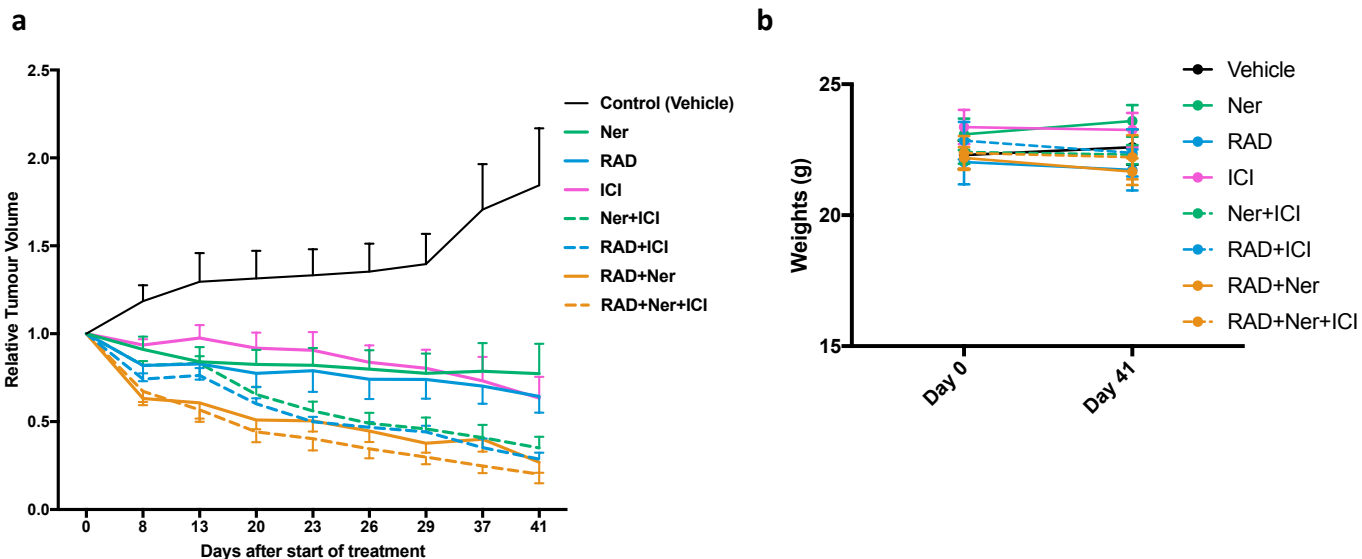 a
2.5
2.0
1.5
1.0
0.5
0.0
Relative Tumour Volume
0 8 13 20 23 26 29 37 41
Days after start of treatment
Control (Vehicle)
Ner
RAD
ICI
Ner+ICI
RAD+ICI
RAD+Ner
RAD+Ner+ICI
b
25
20
15
Weights (g)
Day 0
Day 41
Vehicle
Ner
RAD
ICI
Ner+ICI
RAD+ICI
RAD+Ner
RAD+Ner+ICI